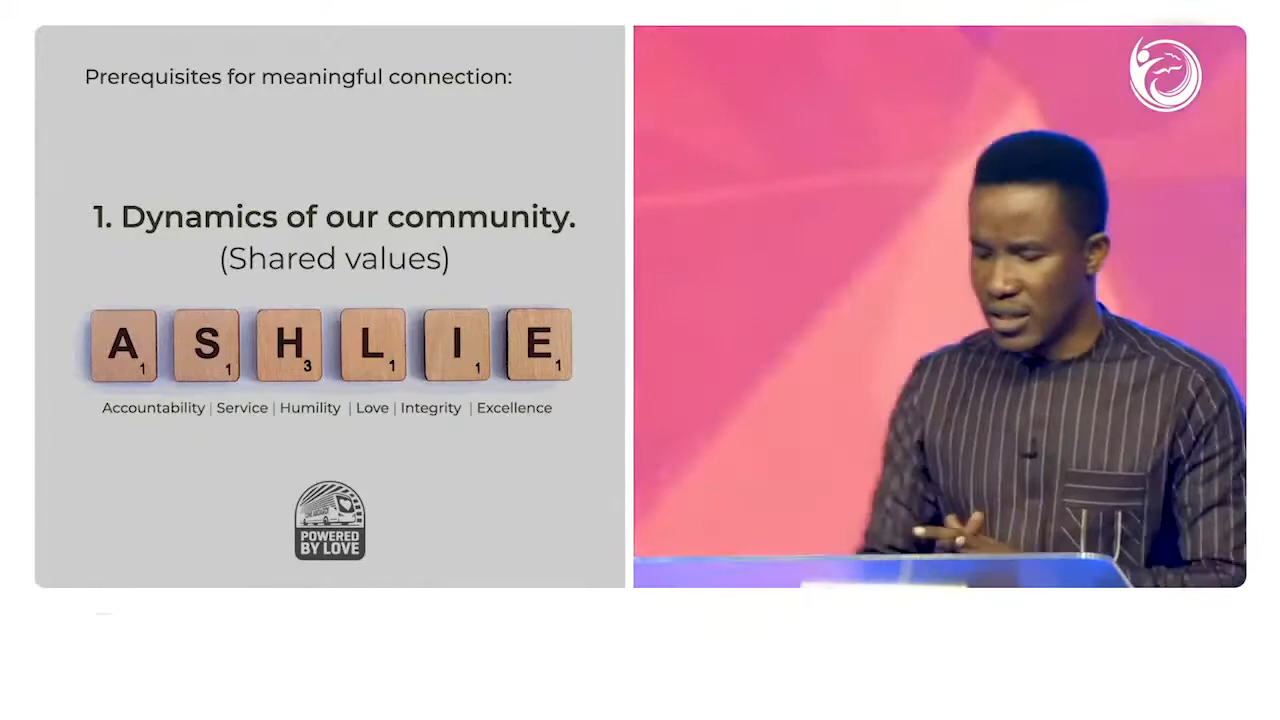 Prerequisites for meaningful connection:
1. Dynamics of our community.
(Shared values)
A1 S1 H3 L1 I1 E1
Accountability | Service | Humility | Love | Integrity | Excellence
POWERED
BY LOVE